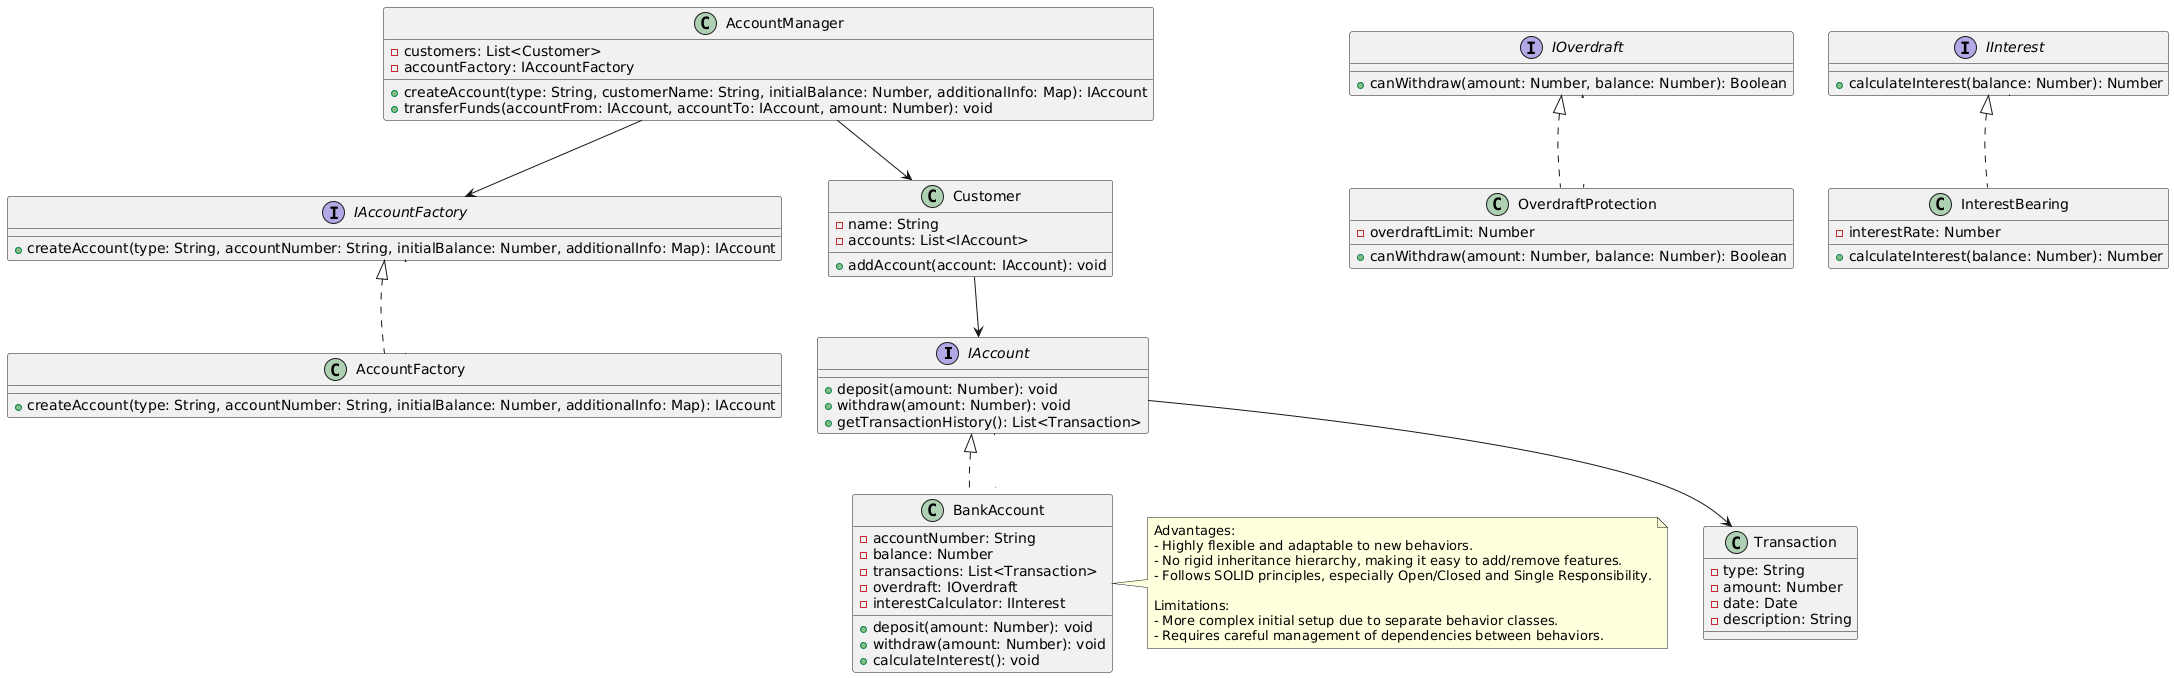 C AccountManager
customers: List<Customer>
accountFactory: IAccountFactory
createAccount(type: String, customerName: String, initialBalance: Number, additionalInfo: Map): IAccount
transferFunds(accountFrom: IAccount, accountTo: IAccount, amount: Number): void
I IOverdraft
canWithdraw(amount: Number, balance: Number): Boolean
I IInterest
calculateInterest(balance: Number): Number
I IAccountFactory
createAccount(type: String, accountNumber: String, initialBalance: Number, additionalInfo: Map): IAccount
C Customer
name: String
accounts: List<IAccount>
addAccount(account: IAccount): void
C OverdraftProtection
overdraftLimit: Number
canWithdraw(amount: Number, balance: Number): Boolean
C InterestBearing
interestRate: Number
calculateInterest(balance: Number): Number
C AccountFactory
createAccount(type: String, accountNumber: String, initialBalance: Number, additionalInfo: Map): IAccount
I IAccount
deposit(amount: Number): void
withdraw(amount: Number): void
getTransactionHistory(): List<Transaction>
C BankAccount
accountNumber: String
balance: Number
transactions: List<Transaction>
overdraft: IOverdraft
interestCalculator: IInterest
deposit(amount: Number): void
withdraw(amount: Number): void
calculateInterest(): void
Advantages:
- Highly flexible and adaptable to new behaviors.
- No rigid inheritance hierarchy, making it easy to add/remove features.
- Follows SOLID principles, especially Open/Closed and Single Responsibility.
Limitations:
- More complex initial setup due to separate behavior classes.
- Requires careful management of dependencies between behaviors.
C Transaction
type: String
amount: Number
date: Date
description: String